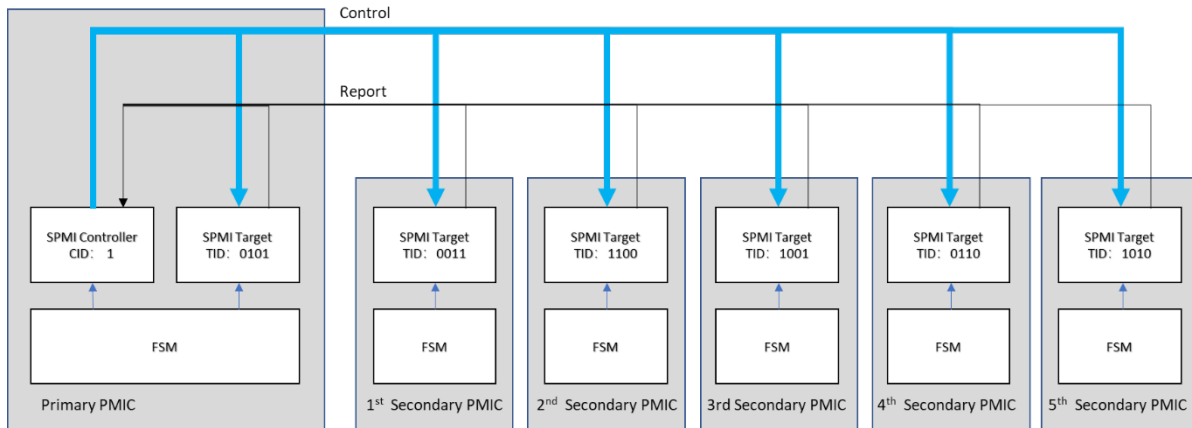 Control
Report
SPMI Controller
CID： 1
SPMI Target
TID：0101
SPMI Target
TID：0011
SPMI Target
TID：1100
SPMI Target
TID：1001
SPMI Target
TID：0110
SPMI Target
TID：1010
FSM
FSM
FSM
FSM
FSM
FSM
Primary PMIC
1st Secondary PMIC
2nd Secondary PMIC
3rd Secondary PMIC
4th Secondary PMIC
5th Secondary PMIC